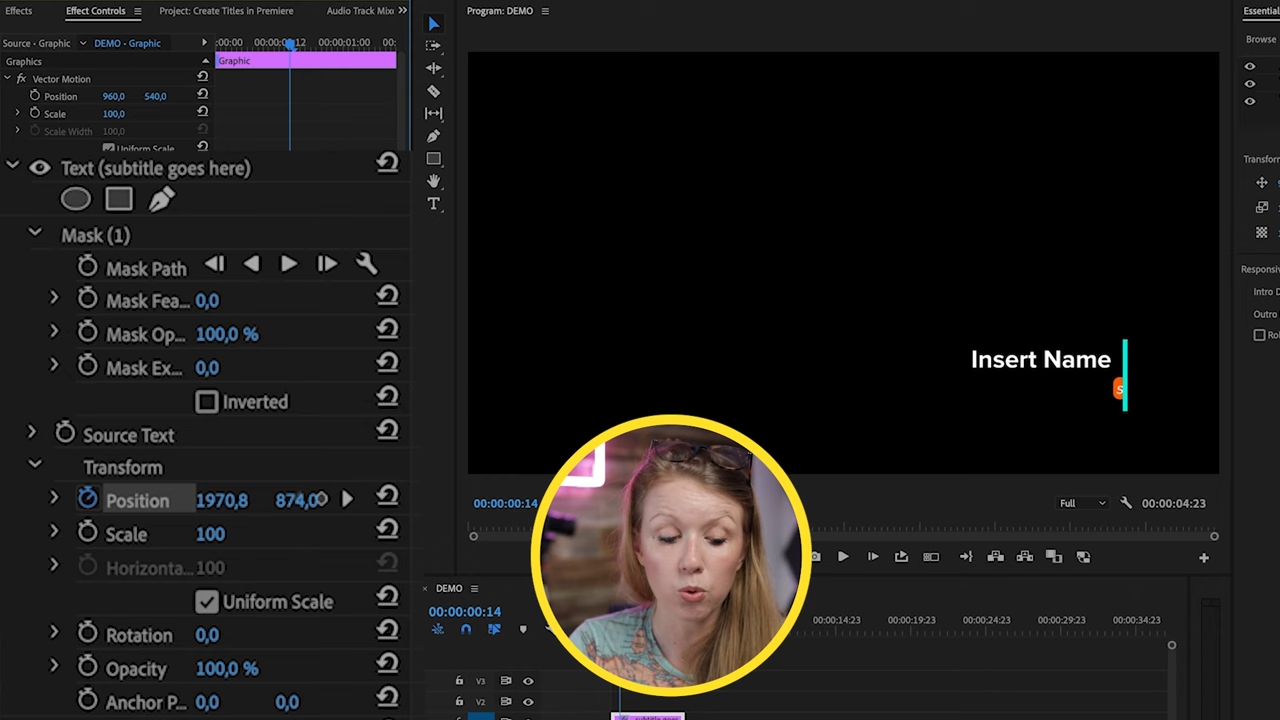 Effects
Effect Controls
Project: Create Titles in Premiere
Audio Track Mix
Program: DEMO
Source · Graphic
DEMO · Graphic
:00:00
00:00:01:00
Graphics
Graphic
fx Vector Motion
Position 960,0 540,0
Scale 100,0
Scale Width 100,0
Uniform Scale
Text (subtitle goes here)
Mask (1)
Mask Path
Mask Fea... 0,0
Mask Op... 100,0 %
Mask Ex... 0,0
Inverted
Source Text
Transform
Position 1970,8 874,0
Scale 100
Horizonta... 100
Uniform Scale
Rotation 0,0
Opacity 100,0 %
Anchor P... 0,0 0,0
T
Insert Name
s
00:00:00:14
Full
00:00:04:23
DEMO
00:00:00:14
00:00:14:23
00:00:19:23
00:00:24:23
00:00:29:23
00:00:34:23
V3
V2
subtitle goes
Essential
Browse
Transform
Responsiv
Intro D
Outro
Rol